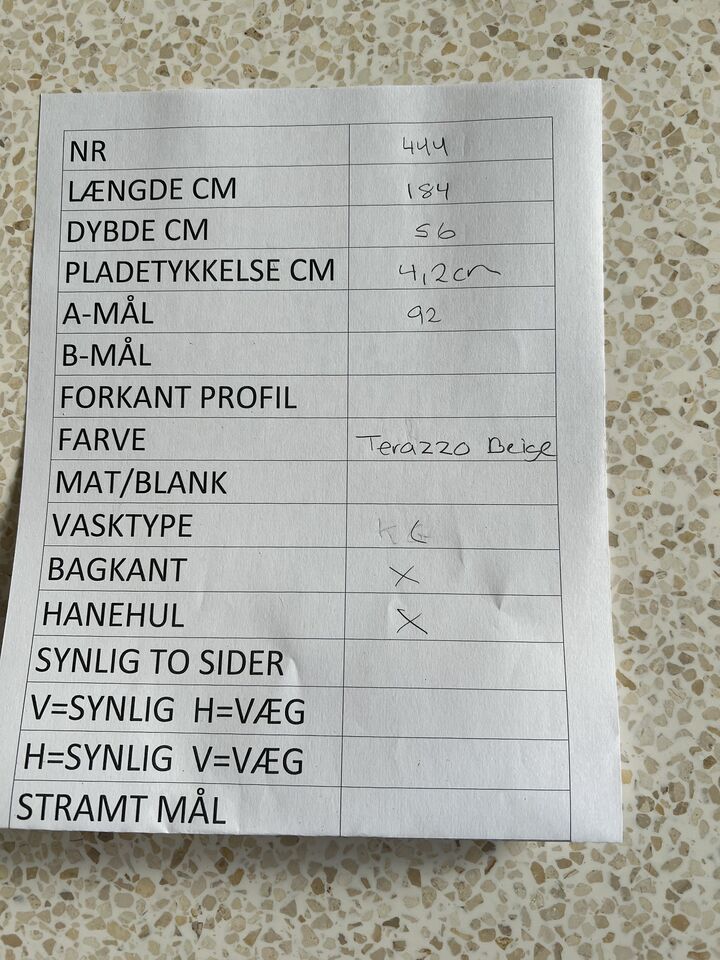 NR 444
LÆNGDE CM 184
DYBDE CM 56
PLADETYKKELSE CM 4,2cm
A-MÅL 92
B-MÅL
FORKANT PROFIL
FARVE Terazzo Beige
MAT/BLANK
VASKTYPE
BAGKANT X
HANEHUL X
SYNLIG TO SIDER
V=SYNLIG H=VÆG
H=SYNLIG V=VÆG
STRAMT MÅL